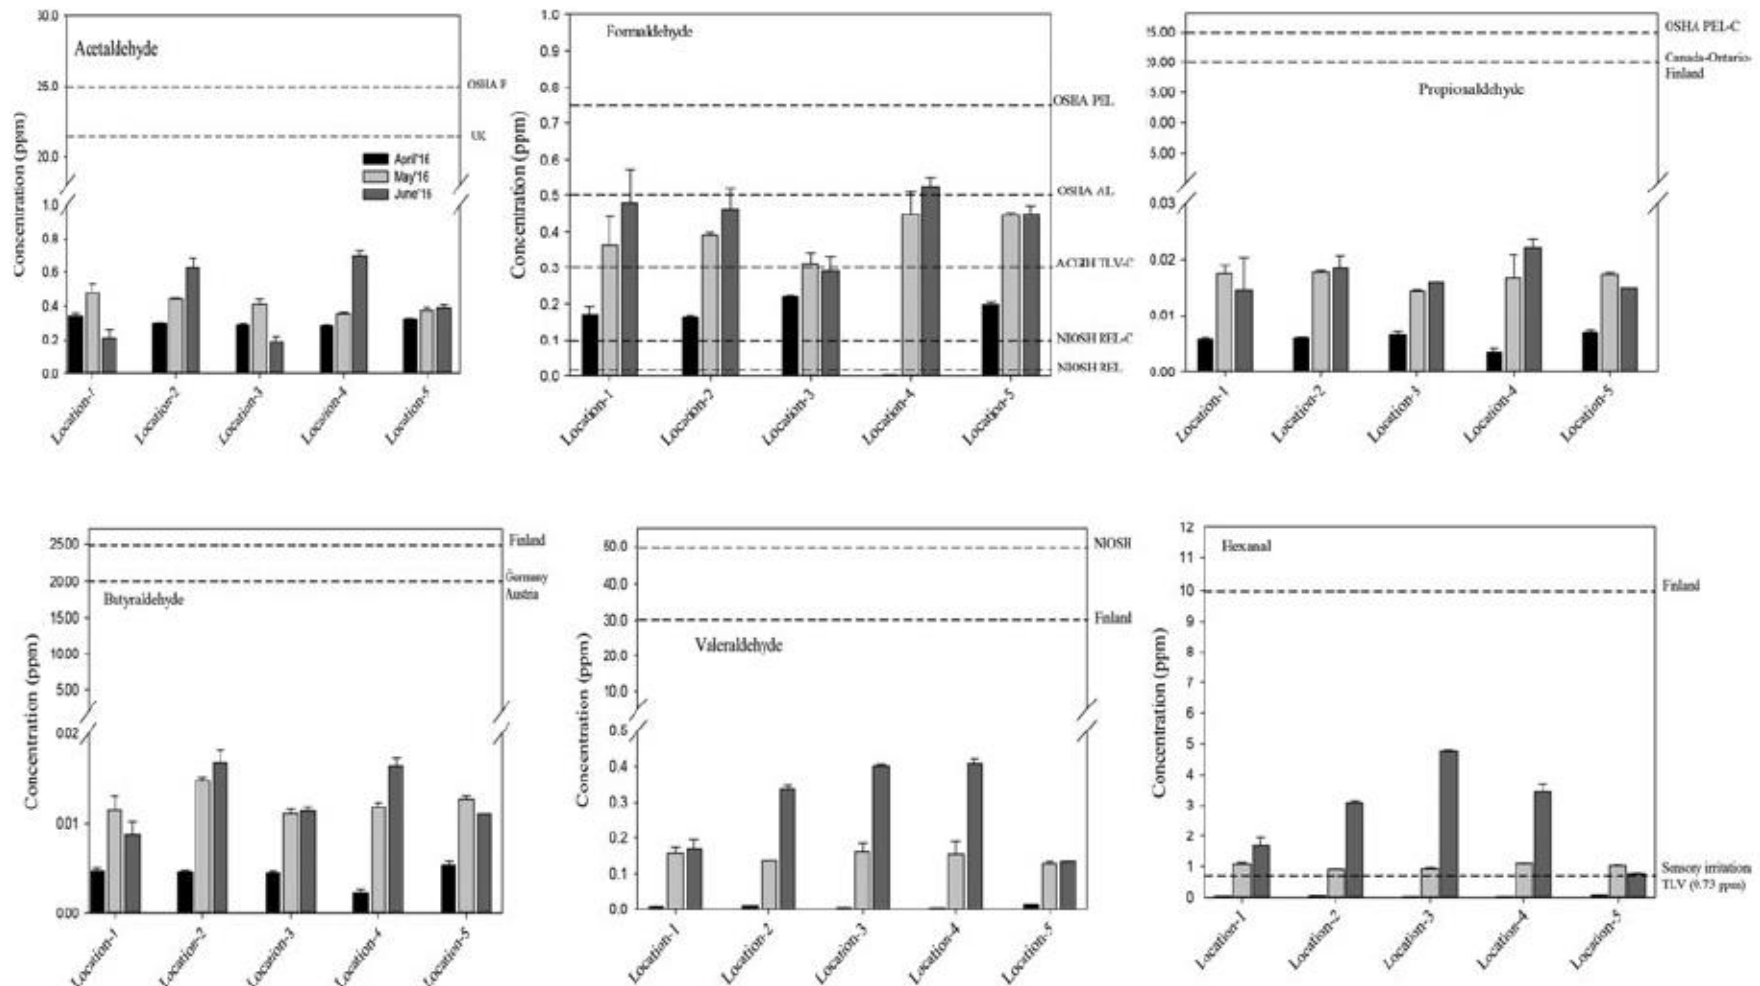 Acetaldehyde
Concentration (ppm)
30.0
25.0
20.0
1.0
0.8
0.6
0.4
0.2
0.0
UK
April'16
May'16
June'16
Location-1
Location-2
Location-3
Location-4
Location-5
Formaldehyde
Concentration (ppm)
1.0
0.9
0.8
0.7
0.6
0.5
0.4
0.3
0.2
0.1
0.0
OSHA PEL
OSHA AL
ACGIH TLV-C
NIOSH REL-C
NIOSH REL
Location-1
Location-2
Location-3
Location-4
Location-5
Propionaldehyde
5.00
0.00
5.00
0.03
0.02
0.01
0.00
OSHA PEL-C
Canada-Ontario-
Finland
Location-1
Location-2
Location-3
Location-4
Location-5
Butyraldehyde
Concentration (ppm)
2500
2000
1500
1000
500
0.02
0.01
0.00
Finland
Germany
Austria
Location-1
Location-2
Location-3
Location-4
Location-5
Valeraldehyde
Concentration (ppm)
50.0
40.0
30.0
20.0
10.0
0.5
0.4
0.3
0.2
0.1
0.0
NIOSH
Finland
Location-1
Location-2
Location-3
Location-4
Location-5
Hexanal
Concentration (ppm)
12
11
10
9
8
7
6
5
4
3
2
1
0
Finland
Sensory irritation
TLV (0.73 ppm)
Location-1
Location-2
Location-3
Location-4
Location-5